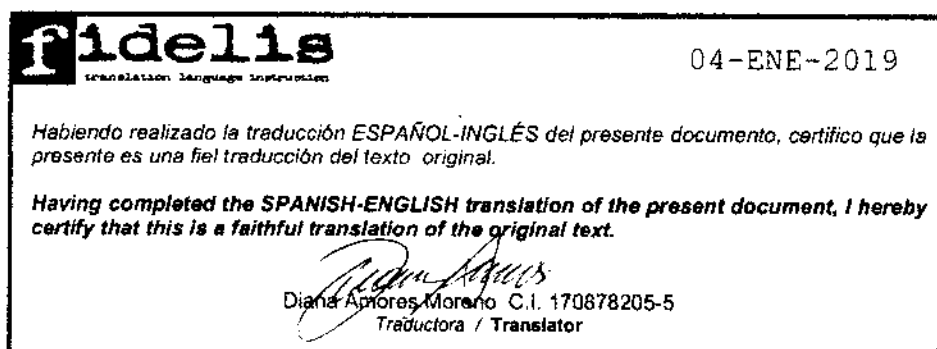 fidelis
translation language instruction
04-ENE-2019
Habiendo realizado la traducción ESPAÑOL-INGLÉS del presente documento, certifico que la
presente es una fiel traducción del texto original.
Having completed the SPANISH-ENGLISH translation of the present document, I hereby
certify that this is a faithful translation of the original text.
Diana Amores Moreno C.I. 170878205-5
Traductora / Translator